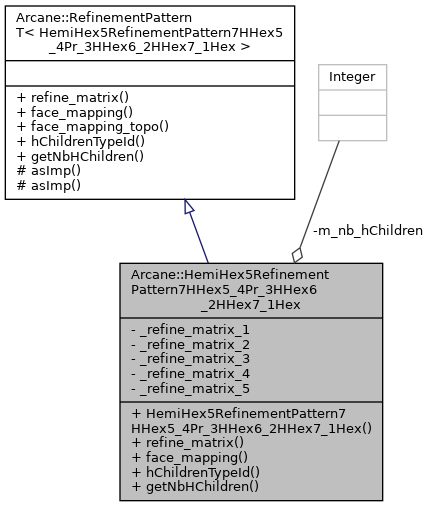 Arcane::RefinementPattern
T< HemiHex5RefinementPattern7HHex5
_4Pr_3HHex6_2HHex7_1Hex >
+ refine_matrix()
+ face_mapping()
+ face_mapping_topo()
+ hChildrenTypeId()
+ getNbHChildren()
# asImp()
# asImp()
Integer
-m_nb_hChildren
Arcane::HemiHex5Refinement
Pattern7HHex5_4Pr_3HHex6
_2HHex7_1Hex
- _refine_matrix_1
- _refine_matrix_2
- _refine_matrix_3
- _refine_matrix_4
- _refine_matrix_5
+ HemiHex5RefinementPattern7
HHex5_4Pr_3HHex6_2HHex7_1Hex()
+ refine_matrix()
+ face_mapping()
+ hChildrenTypeId()
+ getNbHChildren()